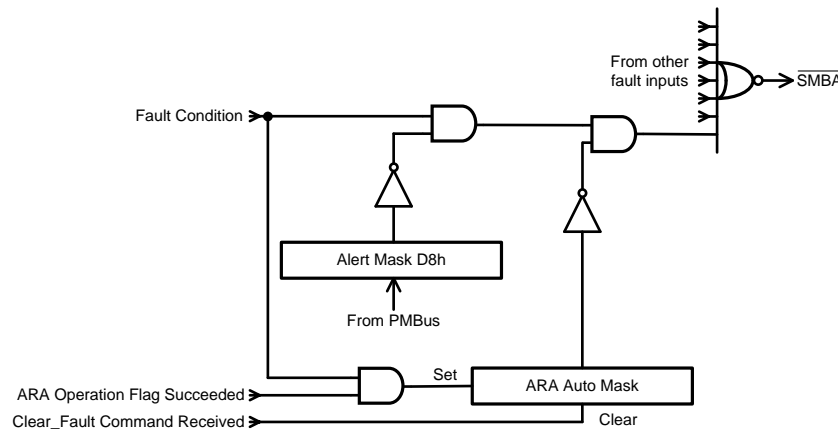 From other
fault inputs
SMBA
Fault Condition
Alert Mask D8h
From PMBus
Set
ARA Auto Mask
ARA Operation Flag Succeeded
Clear_Fault Command Received
Clear